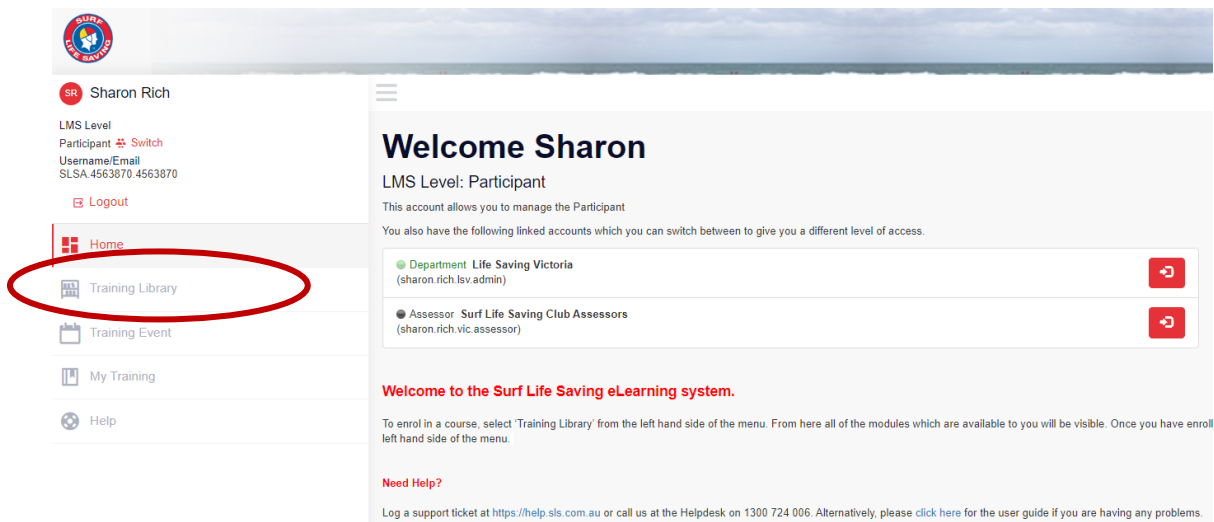 SURF
LIFE SAVING
SR Sharon Rich
LMS Level
Participant Switch
Username/Email
SLSA.4563870.4563870
Logout
Home
Training Library
Training Event
My Training
Help
Welcome Sharon
LMS Level: Participant
This account allows you to manage the Participant
You also have the following linked accounts which you can switch between to give you a different level of access.
Department Life Saving Victoria
(sharon.rich.lsv.admin)
Assessor Surf Life Saving Club Assessors
(sharon.rich.vic.assessor)
Welcome to the Surf Life Saving eLearning system.
To enrol in a course, select 'Training Library' from the left hand side of the menu. From here all of the modules which are available to you will be visible. Once you have enroll
left hand side of the menu.
Need Help?
Log a support ticket at https://help.sls.com.au or call us at the Helpdesk on 1300 724 006. Alternatively, please click here for the user guide if you are having any problems.